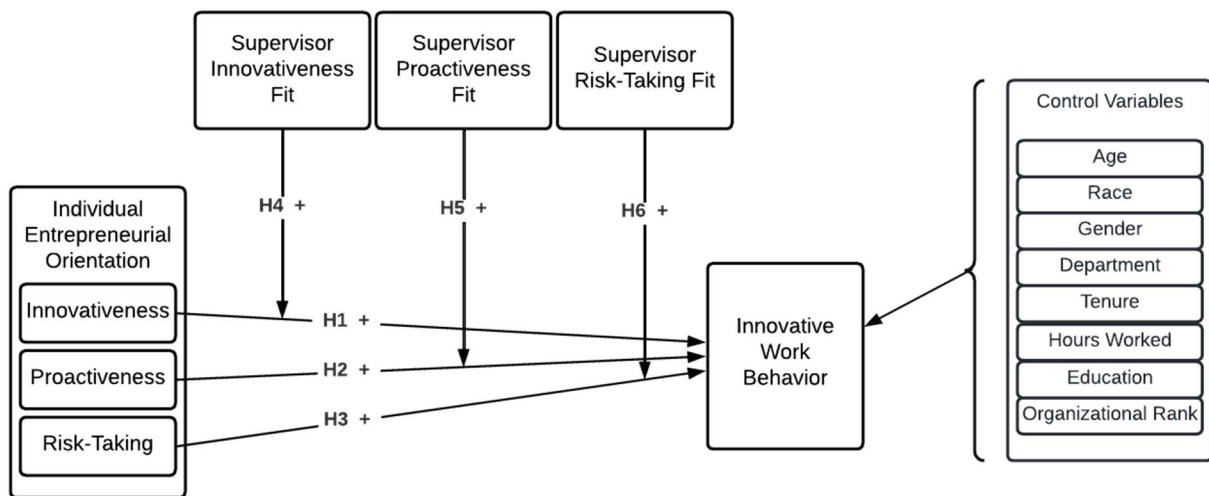 Supervisor
Innovativeness
Fit
Supervisor
Proactiveness
Fit
Supervisor
Risk-Taking Fit
H4 +
H5 +
H6 +
Individual
Entrepreneurial
Orientation
Innovativeness
Proactiveness
Risk-Taking
H1 +
H2 +
H3 +
Innovative
Work
Behavior
Control Variables
Age
Race
Gender
Department
Tenure
Hours Worked
Education
Organizational Rank